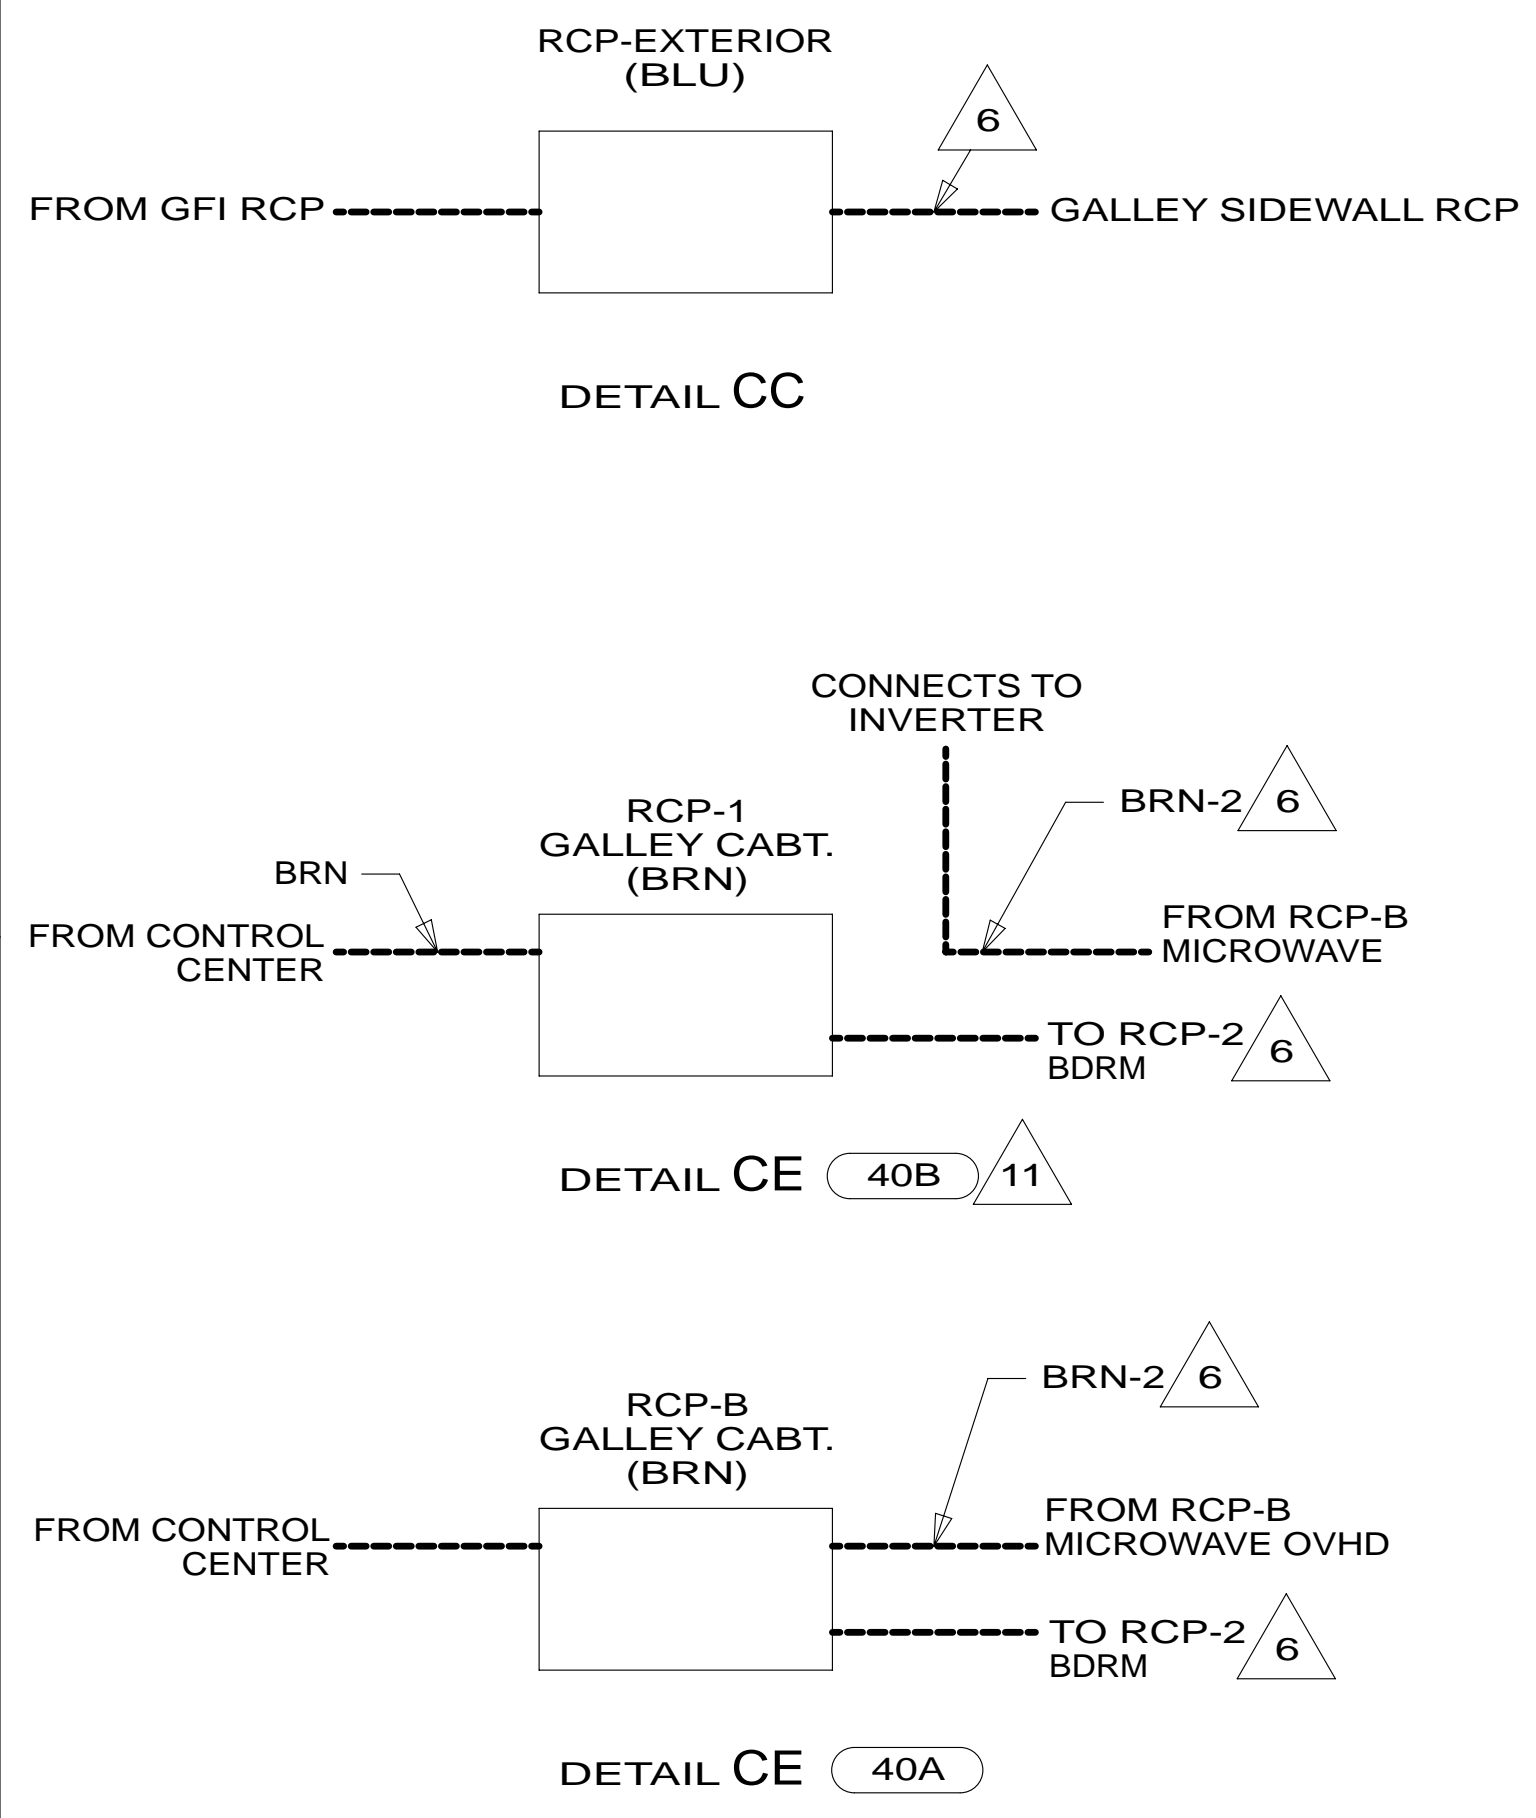 RCP-EXTERIOR
(BLU)
6
FROM GFI RCP
GALLEY SIDEWALL RCP
DETAIL CC
CONNECTS TO
INVERTER
BRN-2
6
RCP-1
GALLEY CABT.
(BRN)
BRN
FROM CONTROL
CENTER
FROM RCP-B
MICROWAVE
TO RCP-2
BDRM
6
DETAIL CE 40B 11
BRN-2
6
RCP-B
GALLEY CABT.
(BRN)
FROM CONTROL
CENTER
FROM RCP-B
MICROWAVE OVHD
TO RCP-2
BDRM
6
DETAIL CE 40A